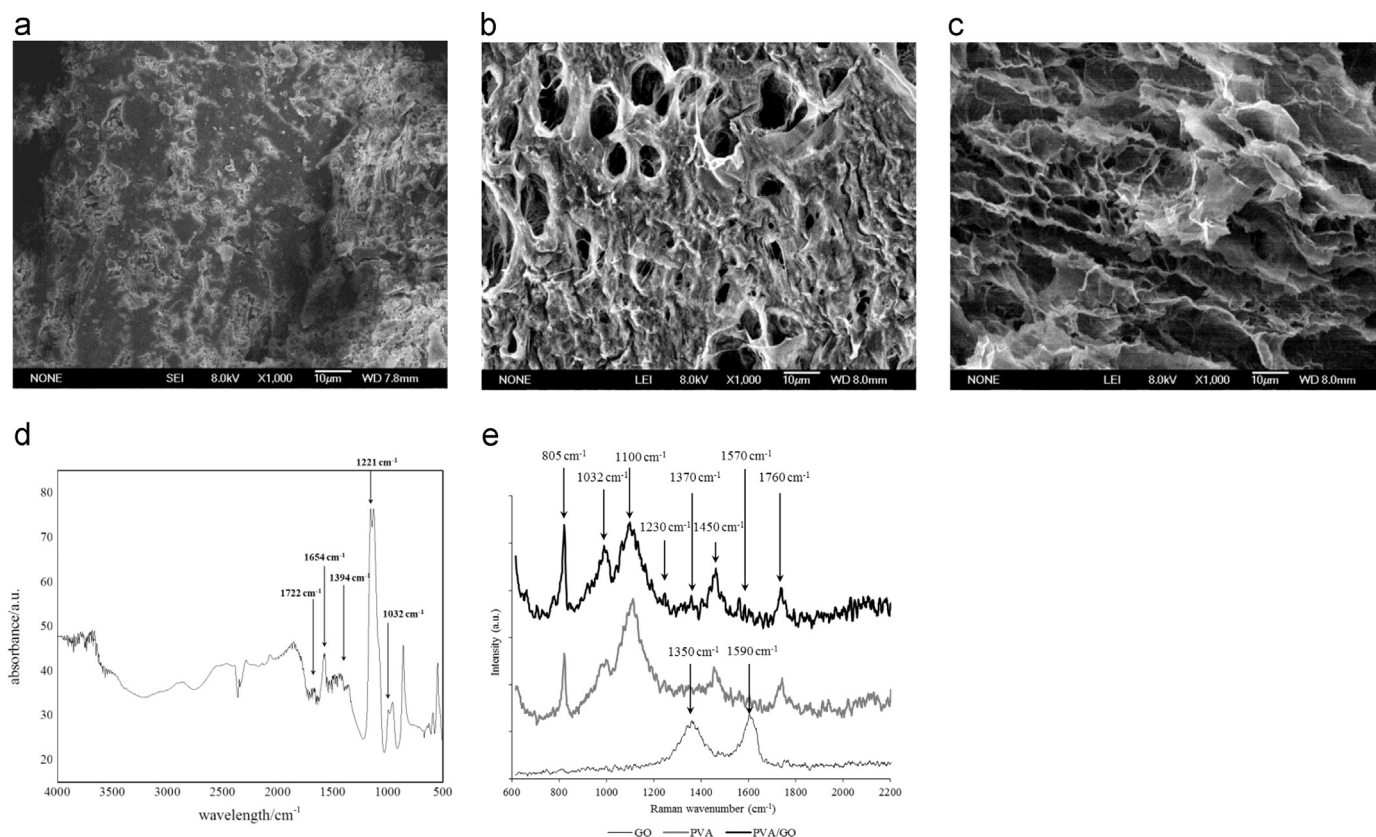 a
b
c
NONE SEI 8.0kV X1,000 10µm WD 7.8mm
NONE LEI 8.0kV X1,000 10µm WD 8.0mm
NONE LEI 8.0kV X1,000 10µm WD 8.0mm
d
1221 cm-1
1654 cm-1
1722 cm-1
1394 cm-1
1032 cm-1
absorbance/a.u.
80
70
60
50
40
30
20
4000 3500 3000 2500 2000 1500 1000 500
wavelength/cm-1
e
805 cm-1
1100 cm-1
1570 cm-1
1032 cm-1
1370 cm-1
1760 cm-1
1230 cm-1
1450 cm-1
1350 cm-1
1590 cm-1
Intensity (a.u.)
600 800 1000 1200 1400 1600 1800 2000 2200
Raman wavenumber (cm-1)
GO PVA PVA/GO